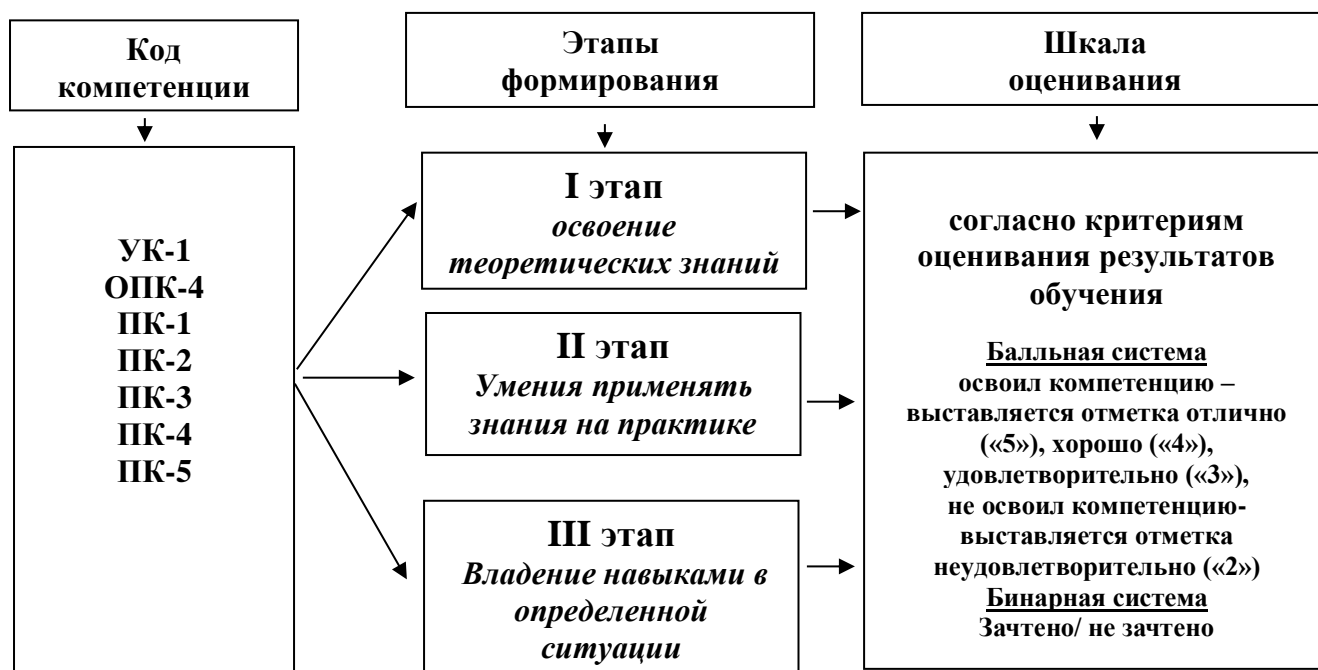 Код
компетенции
Этапы
формирования
Шкала
оценивания
УК-1
ОПК-4
ПК-1
ПК-2
ПК-3
ПК-4
ПК-5
I этап
освоение
теоретических знаний
II этап
Умения применять
знания на практике
III этап
Владение навыками в
определенной
ситуации
согласно критериям
оценивания результатов
обучения
Балльная система
освоил компетенцию –
выставляется отметка отлично
(«5»), хорошо («4»),
удовлетворительно («3»),
не освоил компетенцию-
выставляется отметка
неудовлетворительно («2»)
Бинарная система
Зачтено/ не зачтено